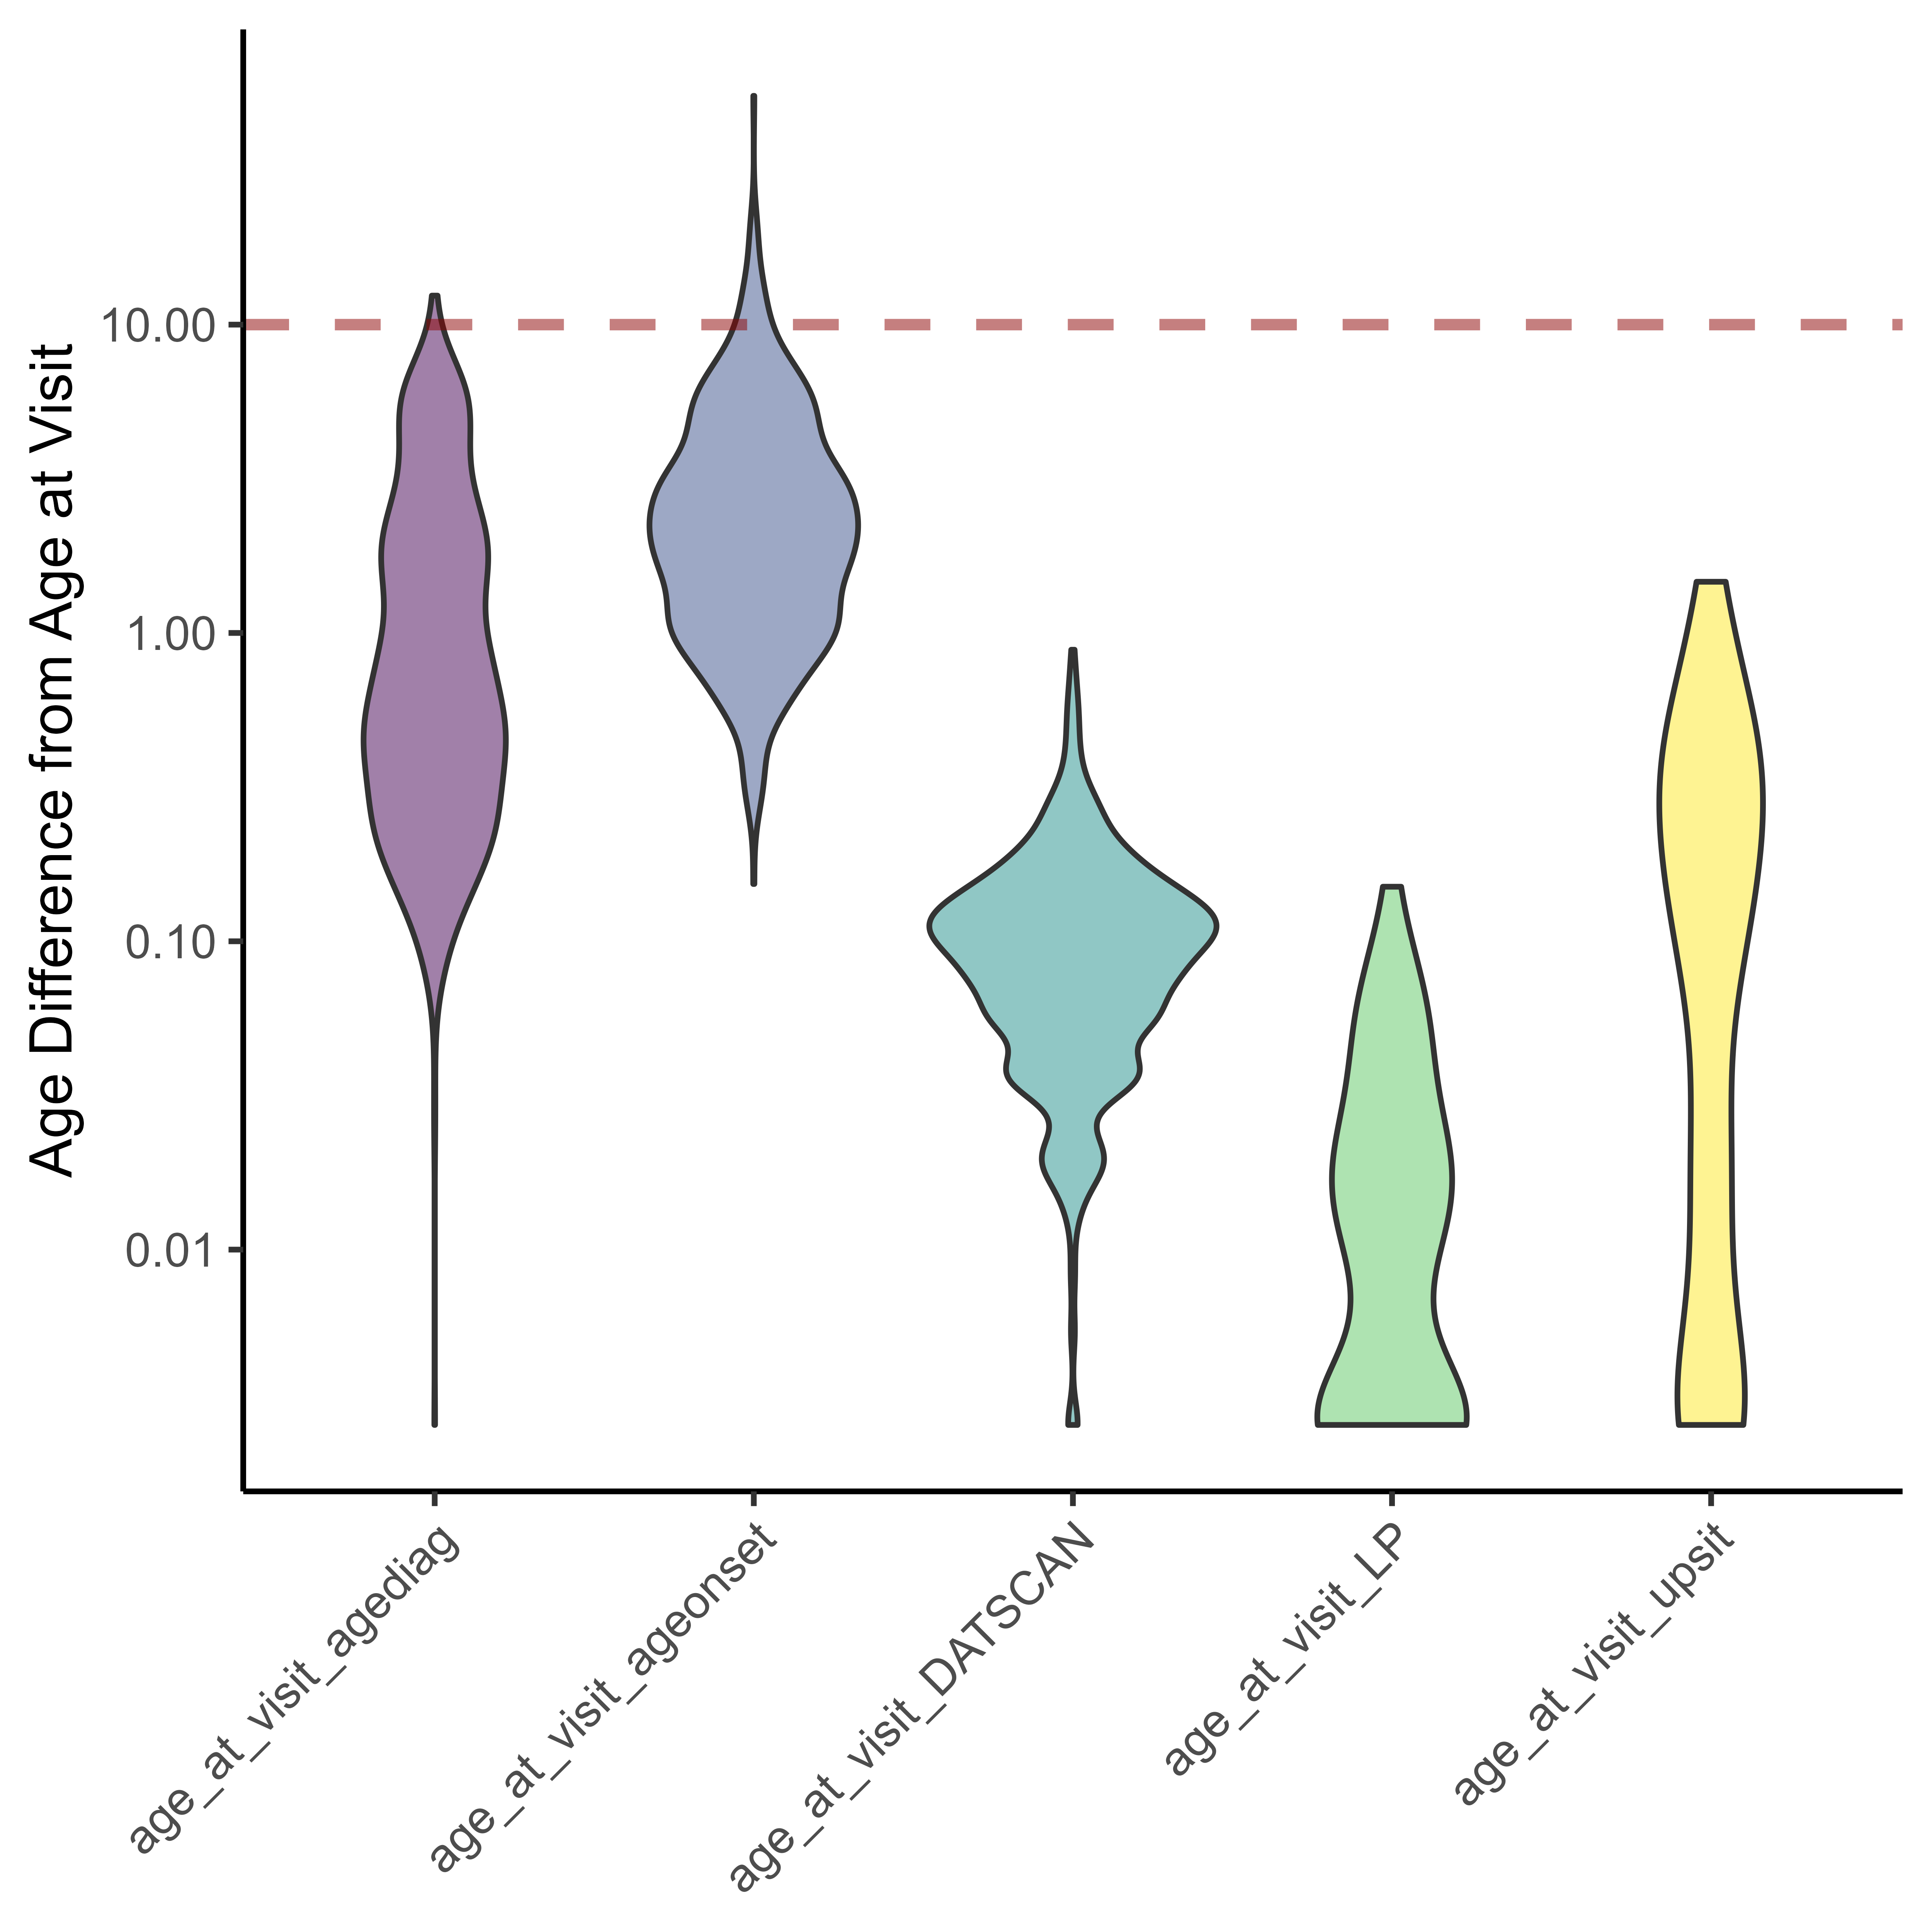 Age Difference from Age at Visit
10.00
1.00
0.10
0.01
age_at_visit_agediag
age_at_visit_ageonset
age_at_visit_DATSCAN
age_at_visit_LP
age_at_visit_upsit